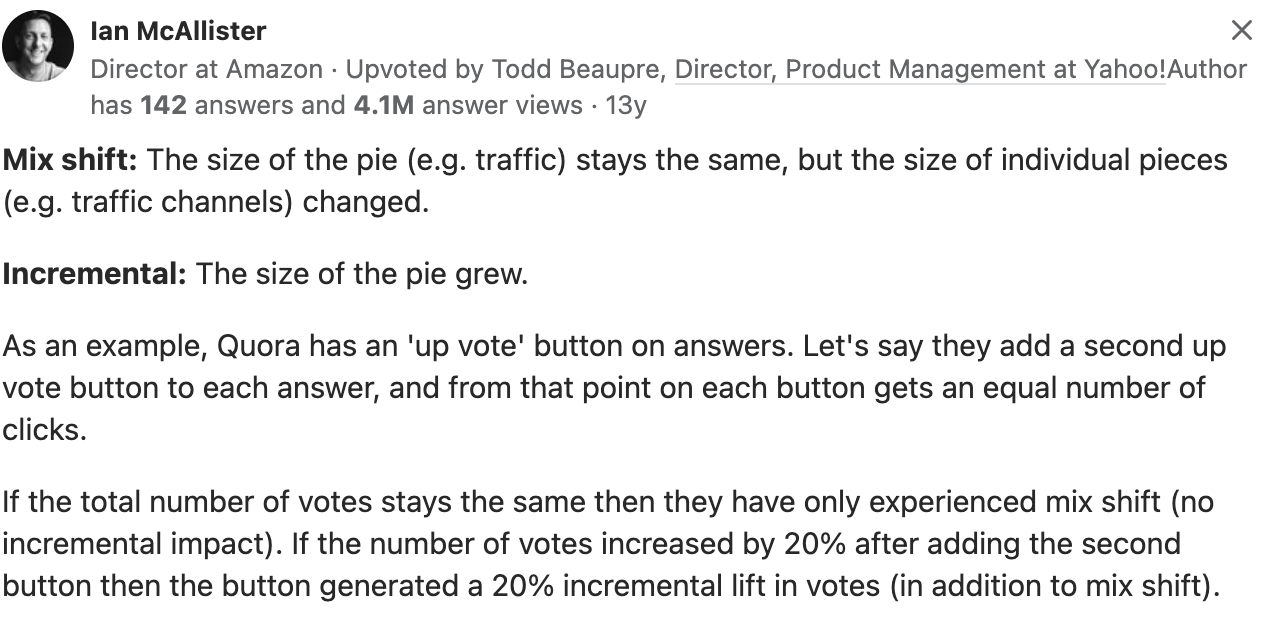 Ian McAllister
Director at Amazon · Upvoted by Todd Beaupre, Director, Product Management at Yahoo!Author
has 142 answers and 4.1M answer views · 13y
Mix shift: The size of the pie (e.g. traffic) stays the same, but the size of individual pieces
(e.g. traffic channels) changed.
Incremental: The size of the pie grew.
As an example, Quora has an 'up vote' button on answers. Let's say they add a second up
vote button to each answer, and from that point on each button gets an equal number of
clicks.
If the total number of votes stays the same then they have only experienced mix shift (no
incremental impact). If the number of votes increased by 20% after adding the second
button then the button generated a 20% incremental lift in votes (in addition to mix shift).